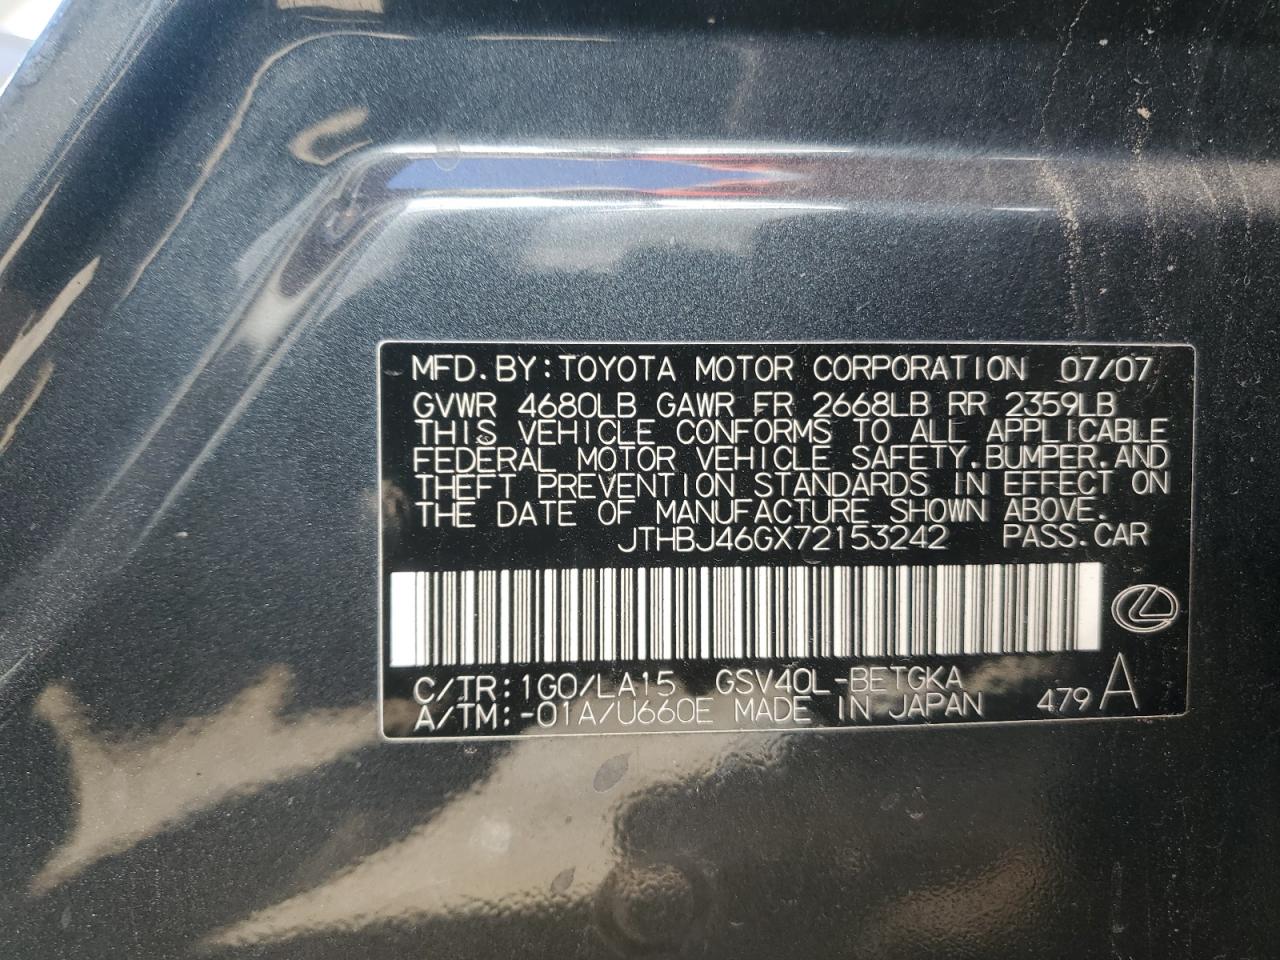 MFD.BY:TOYOTA MOTOR CORPORATION 07/07
GVWR 4680LB GAWR FR 2668LB RR 2359LB
THIS VEHICLE CONFORMS TO ALL APPLICABLE
FEDERAL MOTOR VEHICLE SAFETY.BUMPER.AND
THEFT PREVENTION STANDARDS IN EFFECT ON
THE DATE OF MANUFACTURE SHOWN ABOVE.
JTHBJ46GX72153242 PASS.CAR
C/TR:1G0/LA15 GSV40L-BETGKA
A/TM:-01A/U660E MADE IN JAPAN 479 A